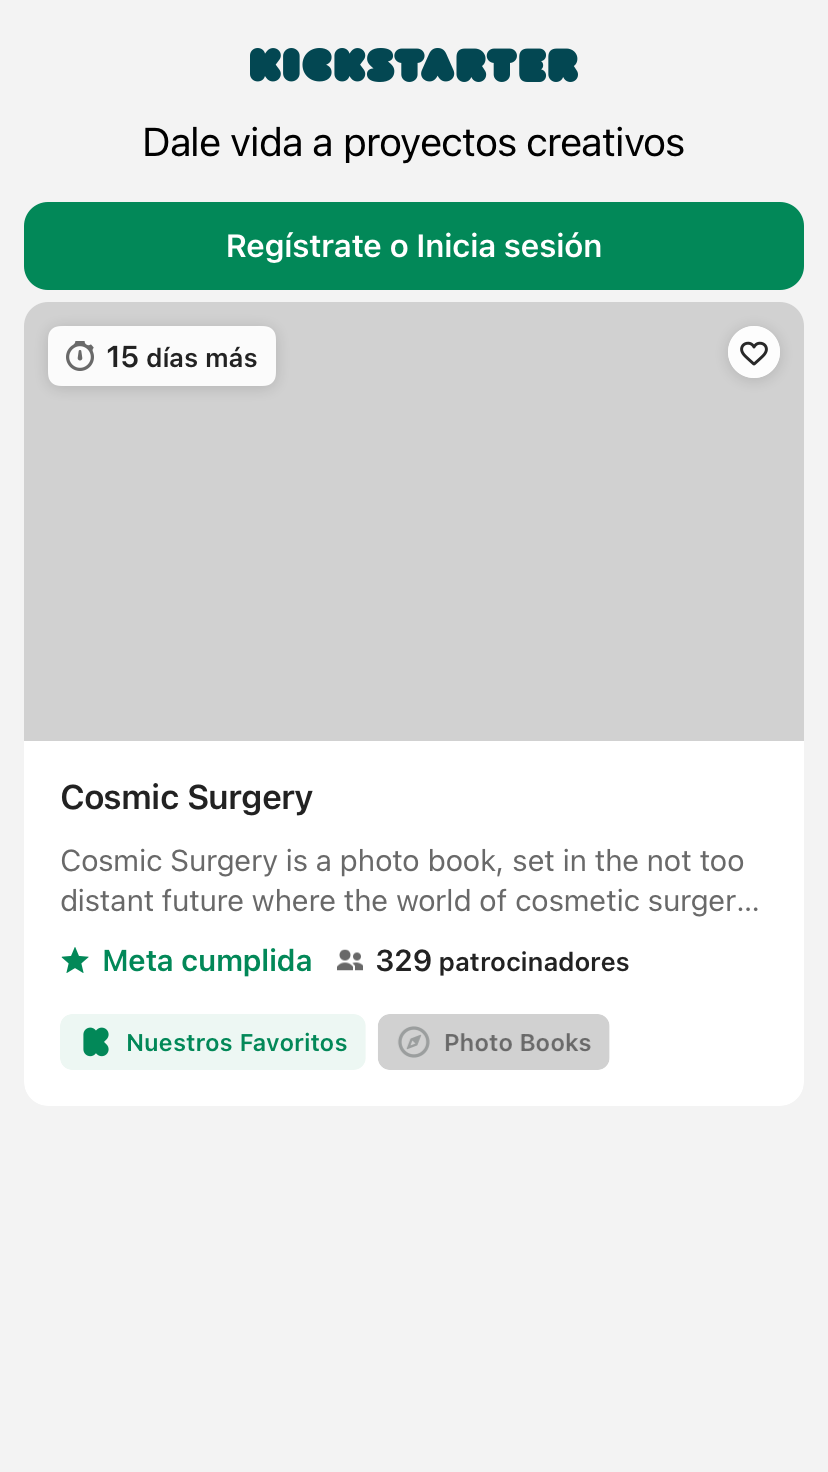 KICKSTARTER
Dale vida a proyectos creativos
Regístrate o Inicia sesión
15 días más
Cosmic Surgery
Cosmic Surgery is a photo book, set in the not too
distant future where the world of cosmetic surger…
Meta cumplida 329 patrocinadores
Nuestros Favoritos Photo Books